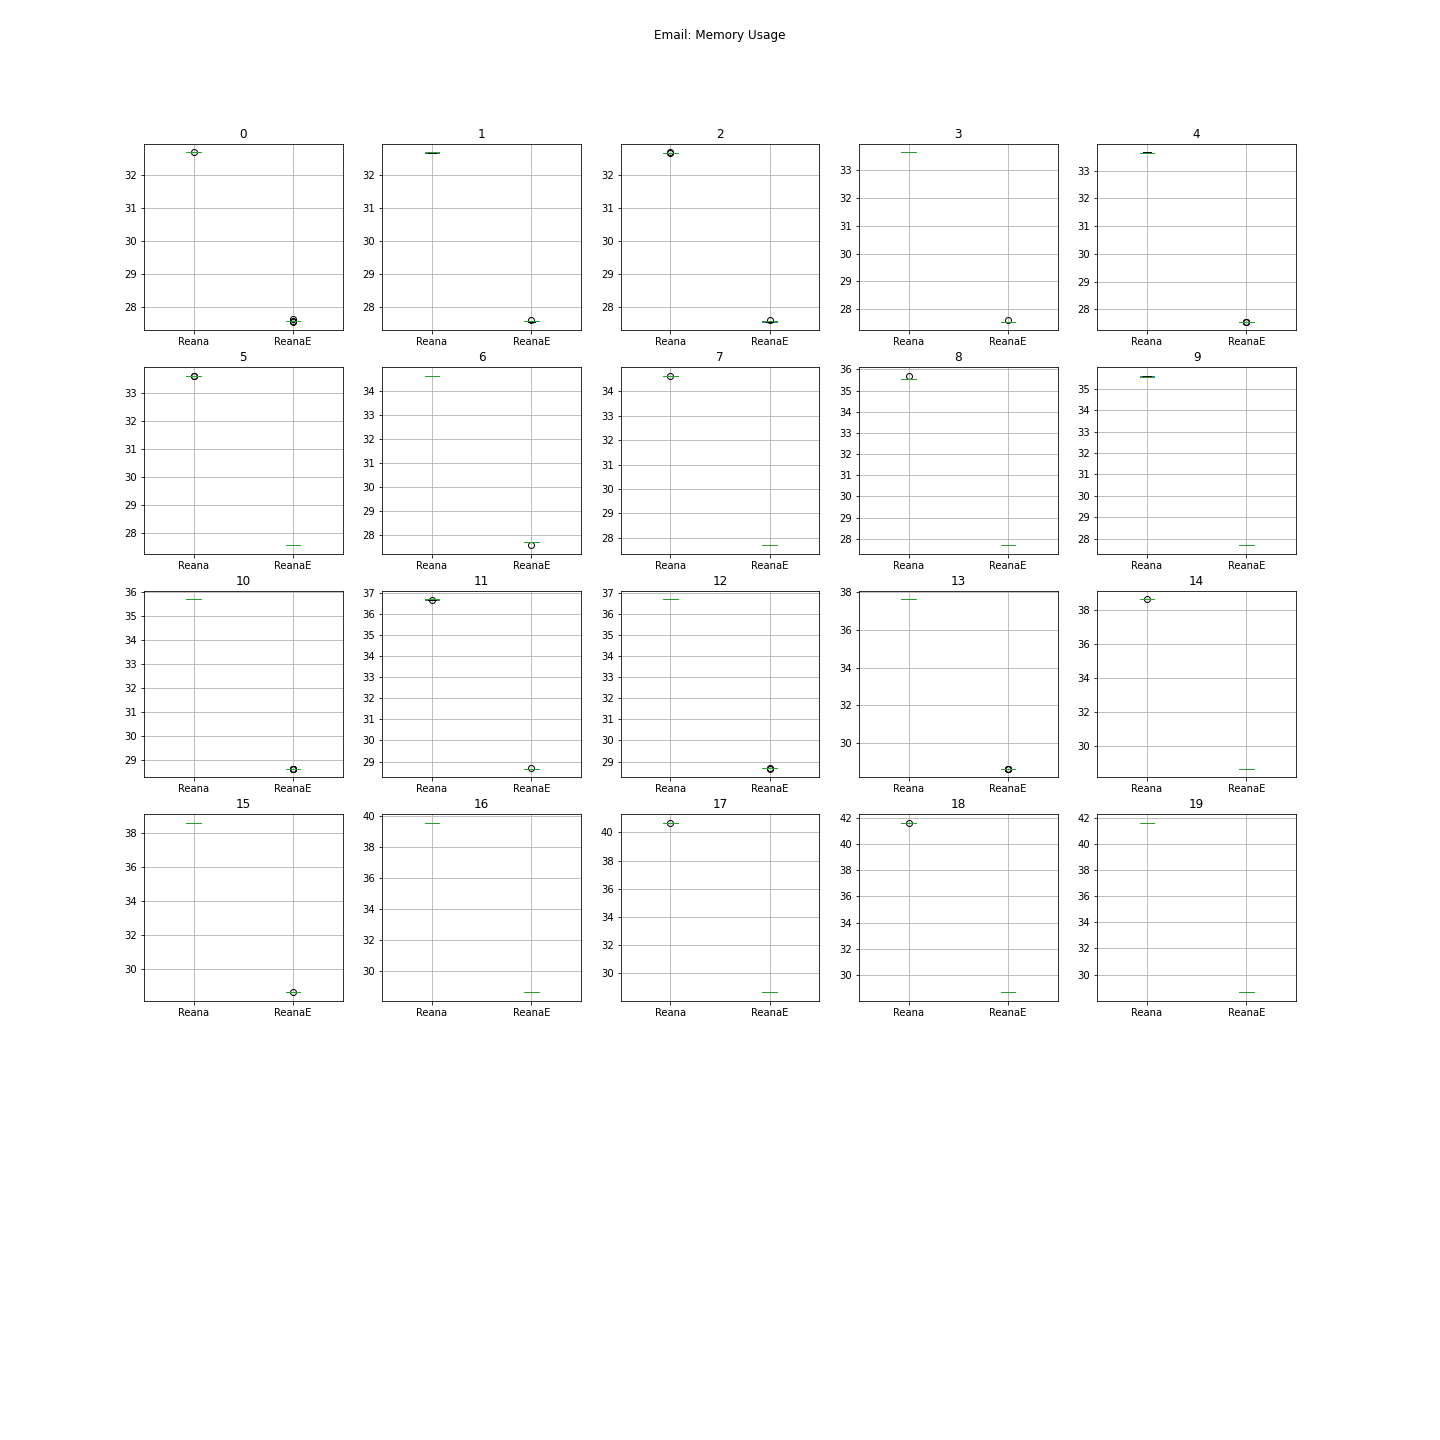 Email: Memory Usage
0 1 2 3 4
32 32 32 33 33
31 31 31 32 32
30 30 30 31 31
29 29 29 30 30
28 28 28 29 29
28 28
Reana ReanaE Reana ReanaE Reana ReanaE Reana ReanaE Reana ReanaE
5 6 7 8 9
33 34 34 36 35
32 33 33 35 34
31 32 32 34 33
30 31 31 33 32
29 30 30 32 31
28 29 29 31 30
28 28 30 29
29 28
28
Reana ReanaE Reana ReanaE Reana ReanaE Reana ReanaE Reana ReanaE
10 11 12 13 14
36 37 37 38 38
35 36 36 36 36
34 35 35 34 34
33 34 34 32 32
32 33 33 30 30
31 32 32
30 31 31
29 30 30
29 29
Reana ReanaE Reana ReanaE Reana ReanaE Reana ReanaE Reana ReanaE
15 16 17 18 19
38 40 40 42 42
36 38 38 40 40
34 36 36 38 38
32 34 34 36 36
30 32 32 34 34
30 30 32 32
30 30
Reana ReanaE Reana ReanaE Reana ReanaE Reana ReanaE Reana ReanaE